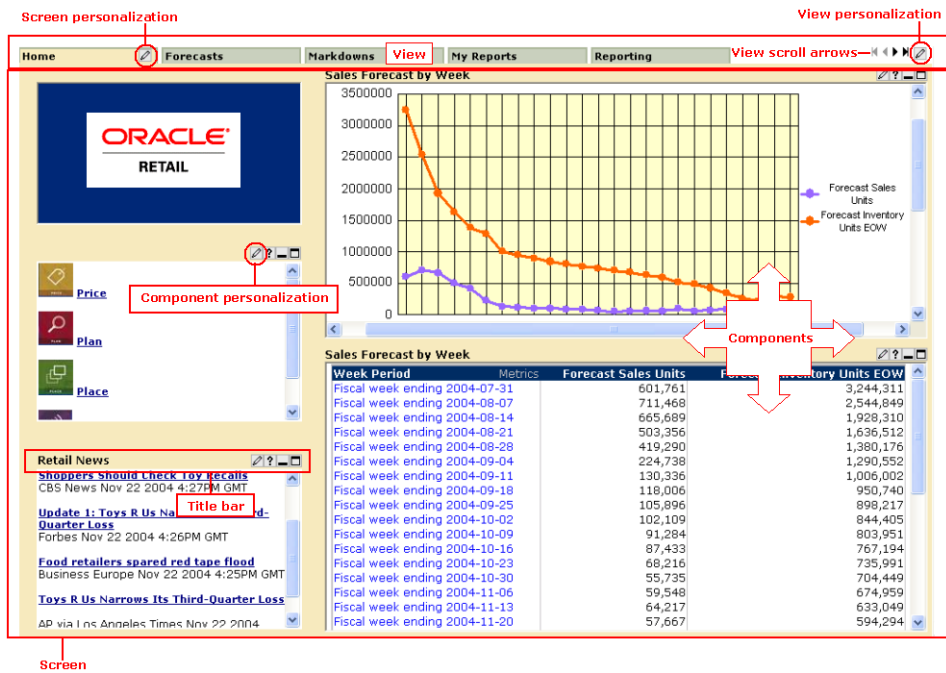 Screen personalization
View personalization
Home
Forecasts
Markdowns
View
My Reports
Reporting
View scroll arrows
Sales Forecast by Week
ORACLE
RETAIL
3500000
3000000
2500000
2000000
1500000
1000000
500000
0
Forecast Sales
Units
Forecast Inventory
Units EOW
Price
Plan
Place
Component personalization
Components
Sales Forecast by Week
Week Period Metrics Forecast Sales Units Inventory Units EOW
Fiscal week ending 2004-07-31 601,761 3,244,311
Fiscal week ending 2004-08-07 711,468 2,544,849
Fiscal week ending 2004-08-14 665,689 1,928,310
Fiscal week ending 2004-08-21 503,356 1,636,512
Fiscal week ending 2004-08-28 419,290 1,380,176
Fiscal week ending 2004-09-04 224,738 1,290,552
Fiscal week ending 2004-09-11 130,336 1,006,002
Fiscal week ending 2004-09-18 118,006 950,740
Fiscal week ending 2004-09-25 105,896 898,217
Fiscal week ending 2004-10-02 102,109 844,405
Fiscal week ending 2004-10-09 91,284 803,951
Fiscal week ending 2004-10-16 87,433 767,194
Fiscal week ending 2004-10-23 68,216 735,991
Fiscal week ending 2004-10-30 55,735 704,449
Fiscal week ending 2004-11-06 59,548 674,959
Fiscal week ending 2004-11-13 64,217 633,049
Fiscal week ending 2004-11-20 57,667 594,294
Retail News
Shoppers Should Check Toy Recalls
CBS News Nov 22 2004 4:27PM GMT
Title bar
Update 1: Toys R Us Na rd-
Quarter Loss
Forbes Nov 22 2004 4:26PM GMT
Food retailers spared red tape flood
Business Europe Nov 22 2004 4:25PM GMT
Toys R Us Narrows Its Third-Quarter Loss
AP via Los Angeles Times Nov 22 2004
Screen